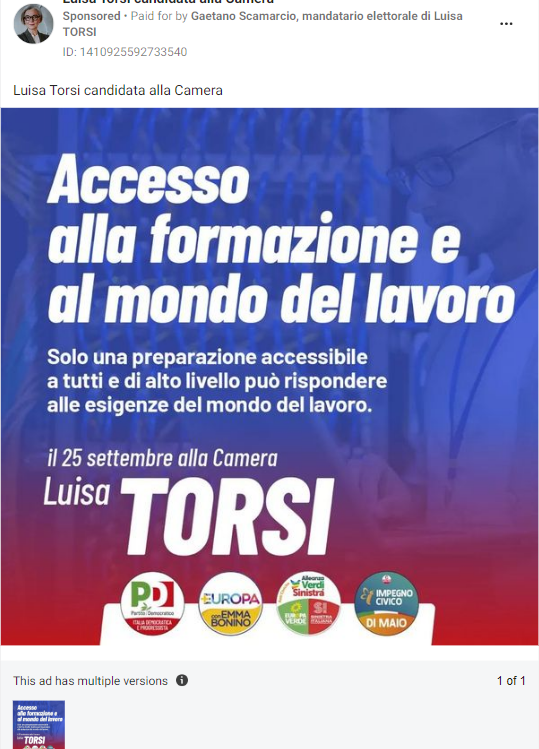 Luisa Torsi candidata alla Camera
Sponsored • Paid for by Gaetano Scamarcio, mandatario elettorale di Luisa
TORSI
ID: 1410925592733540
Luisa Torsi candidata alla Camera
Accesso
alla formazione e
al mondo del lavoro
Solo una preparazione accessibile
a tutti e di alto livello può rispondere
alle esigenze del mondo del lavoro.
il 25 settembre alla Camera
Luisa TORSI
PD
Partito Democratico
ITALIA DEMOCRATICA
E PROGRESSISTA
+EUROPA
CON EMMA
BONINO
Alleanza
Verdi
Sinistra
EUROPA
VERDE
SI
SINISTRA
ITALIANA
IMPEGNO
CIVICO
DI MAIO
This ad has multiple versions
1 of 1
Accesso
alla formazione e
al mondo del lavoro
TORSI